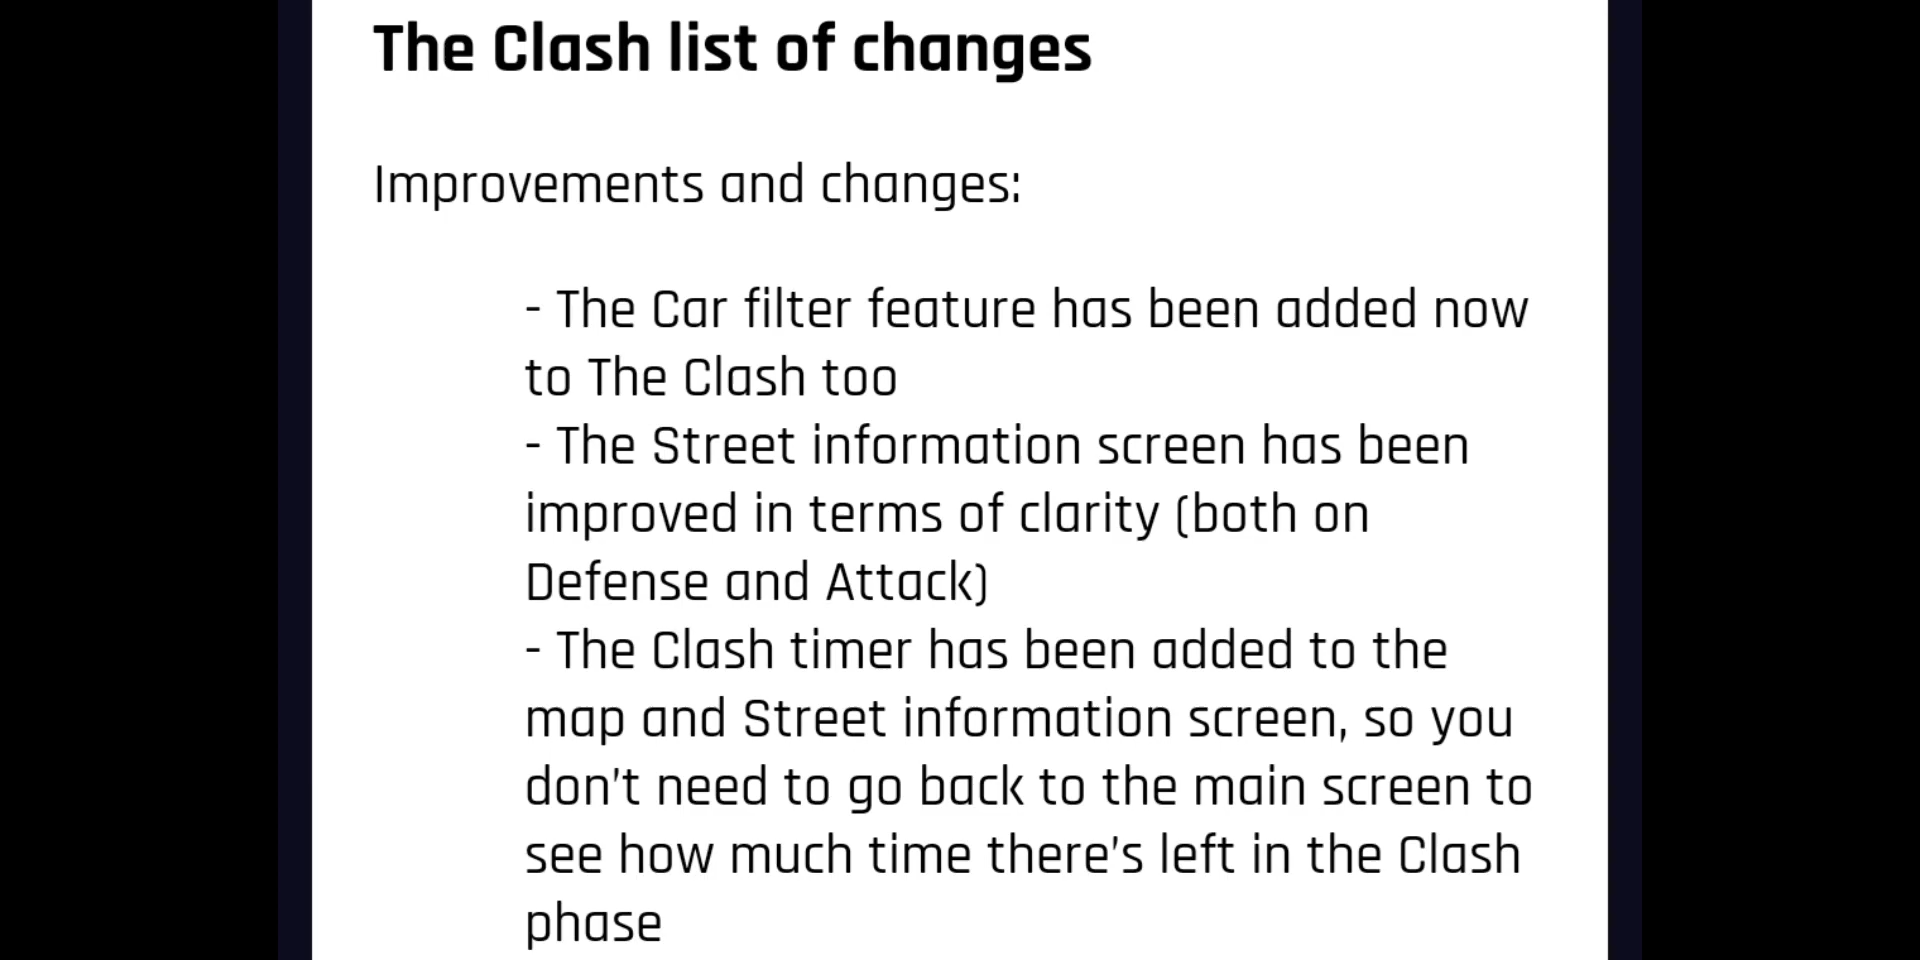 The Clash list of changes
Improvements and changes:
- The Car filter feature has been added now
to The Clash too
- The Street information screen has been
improved in terms of clarity (both on
Defense and Attack)
- The Clash timer has been added to the
map and Street information screen, so you
don't need to go back to the main screen to
see how much time there's left in the Clash
phase